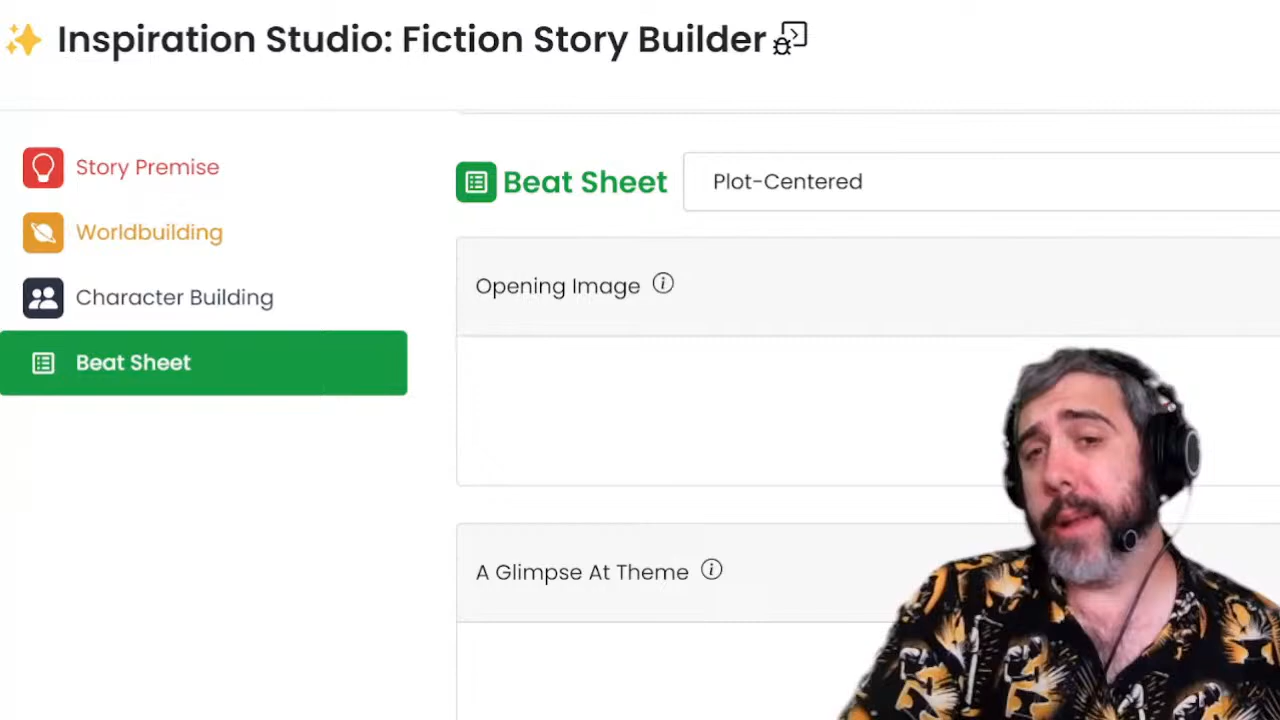 Inspiration Studio: Fiction Story Builder
Story Premise
Worldbuilding
Character Building
Beat Sheet
Beat Sheet
Plot-Centered
Opening Image
A Glimpse At Theme